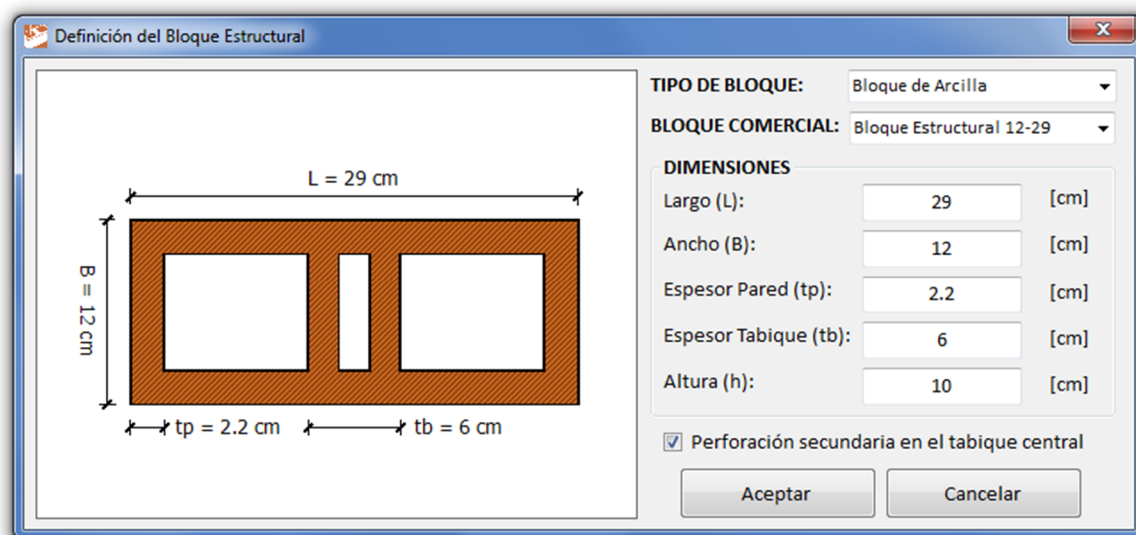 Definición del Bloque Estructural
L = 29 cm
B = 12 cm
tp = 2.2 cm
tb = 6 cm
TIPO DE BLOQUE: Bloque de Arcilla
BLOQUE COMERCIAL: Bloque Estructural 12-29
DIMENSIONES
Largo (L): 29 [cm]
Ancho (B): 12 [cm]
Espesor Pared (tp): 2.2 [cm]
Espesor Tabique (tb): 6 [cm]
Altura (h): 10 [cm]
Perforación secundaria en el tabique central
Aceptar Cancelar